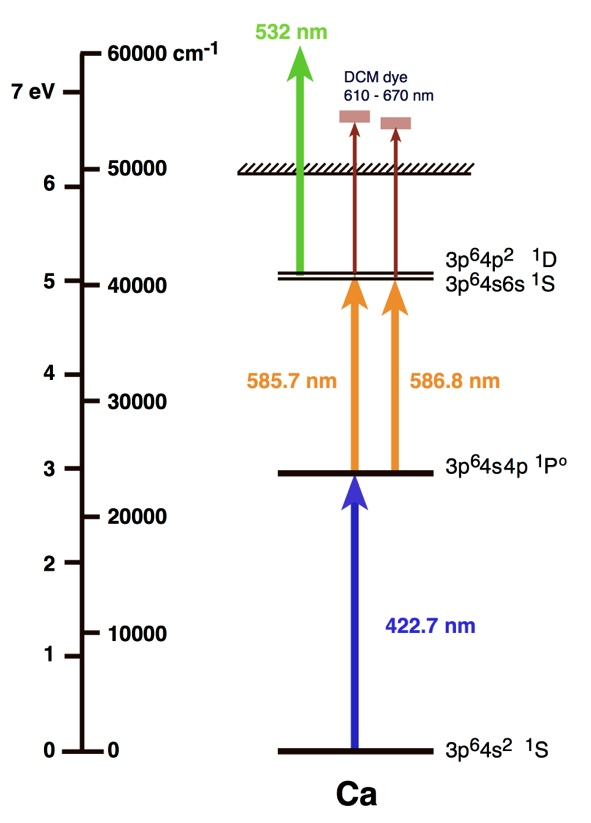 532 nm
60000 cm⁻¹
DCM dye
610 - 670 nm
7 eV
50000
6
3p⁶4p² ¹D
5
40000
3p⁶4s6s ¹S
4
585.7 nm
586.8 nm
30000
3
3p⁶4s4p ¹Pᵒ
20000
2
10000
422.7 nm
1
0
0
3p⁶4s² ¹S
Ca